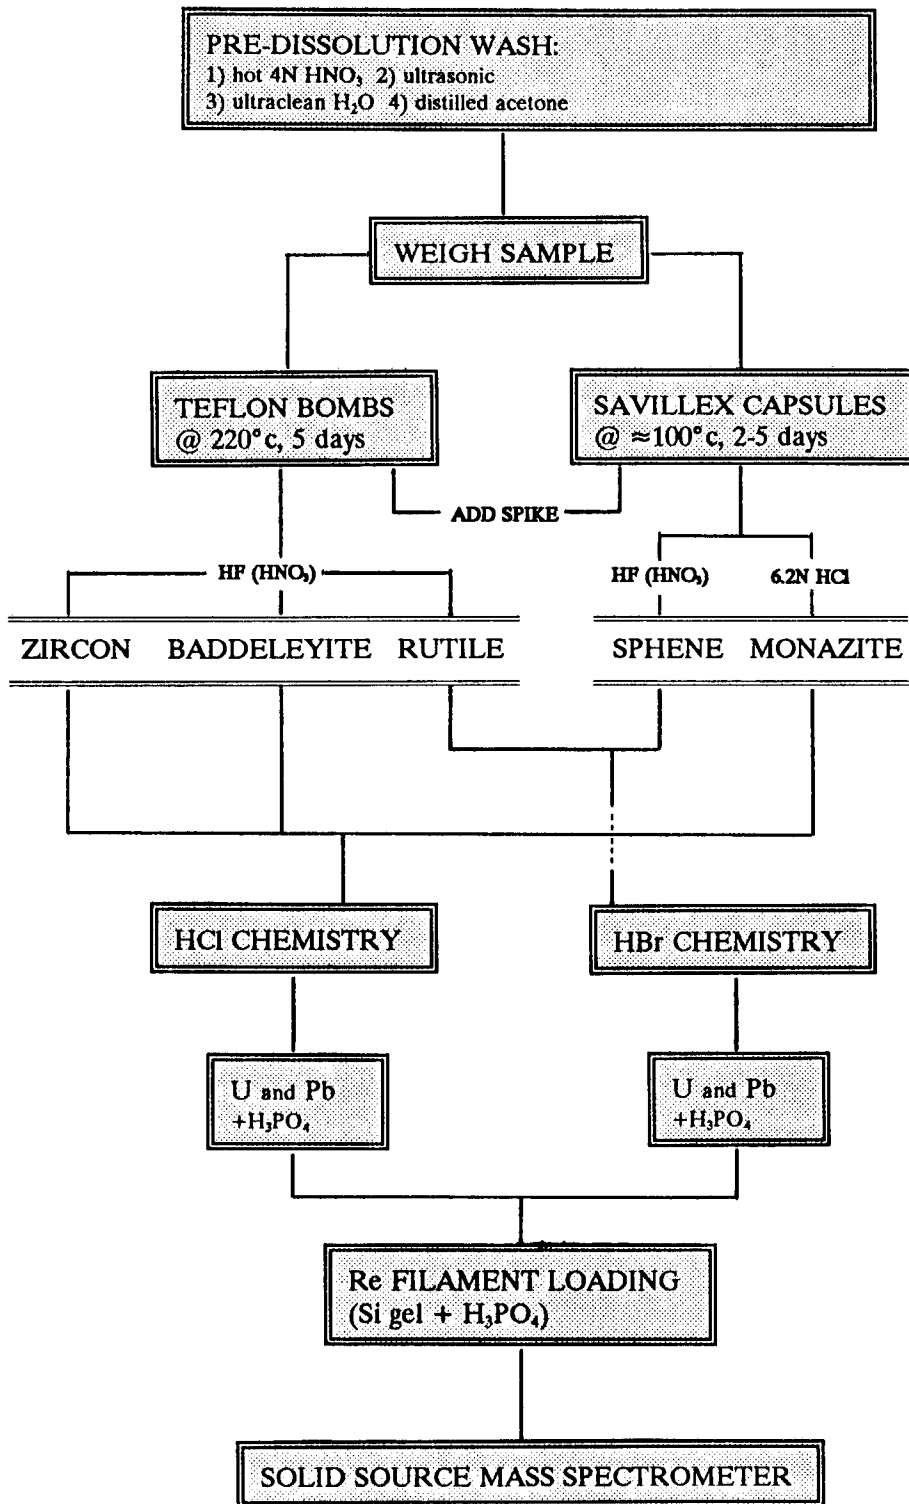 PRE-DISSOLUTION WASH:
1) hot 4N HNO₃ 2) ultrasonic
3) ultraclean H₂O 4) distilled acetone
WEIGH SAMPLE
TEFLON BOMBS
@ 220°c, 5 days
SAVILLEX CAPSULES
@ ≈100°c, 2-5 days
ADD SPIKE
HF (HNO₃)
HF (HNO₃)
6.2N HCl
ZIRCON BADDELEYITE RUTILE
SPHENE MONAZITE
HCl CHEMISTRY
HBr CHEMISTRY
U and Pb
+H₃PO₄
U and Pb
+H₃PO₄
Re FILAMENT LOADING
(Si gel + H₃PO₄)
SOLID SOURCE MASS SPECTROMETER